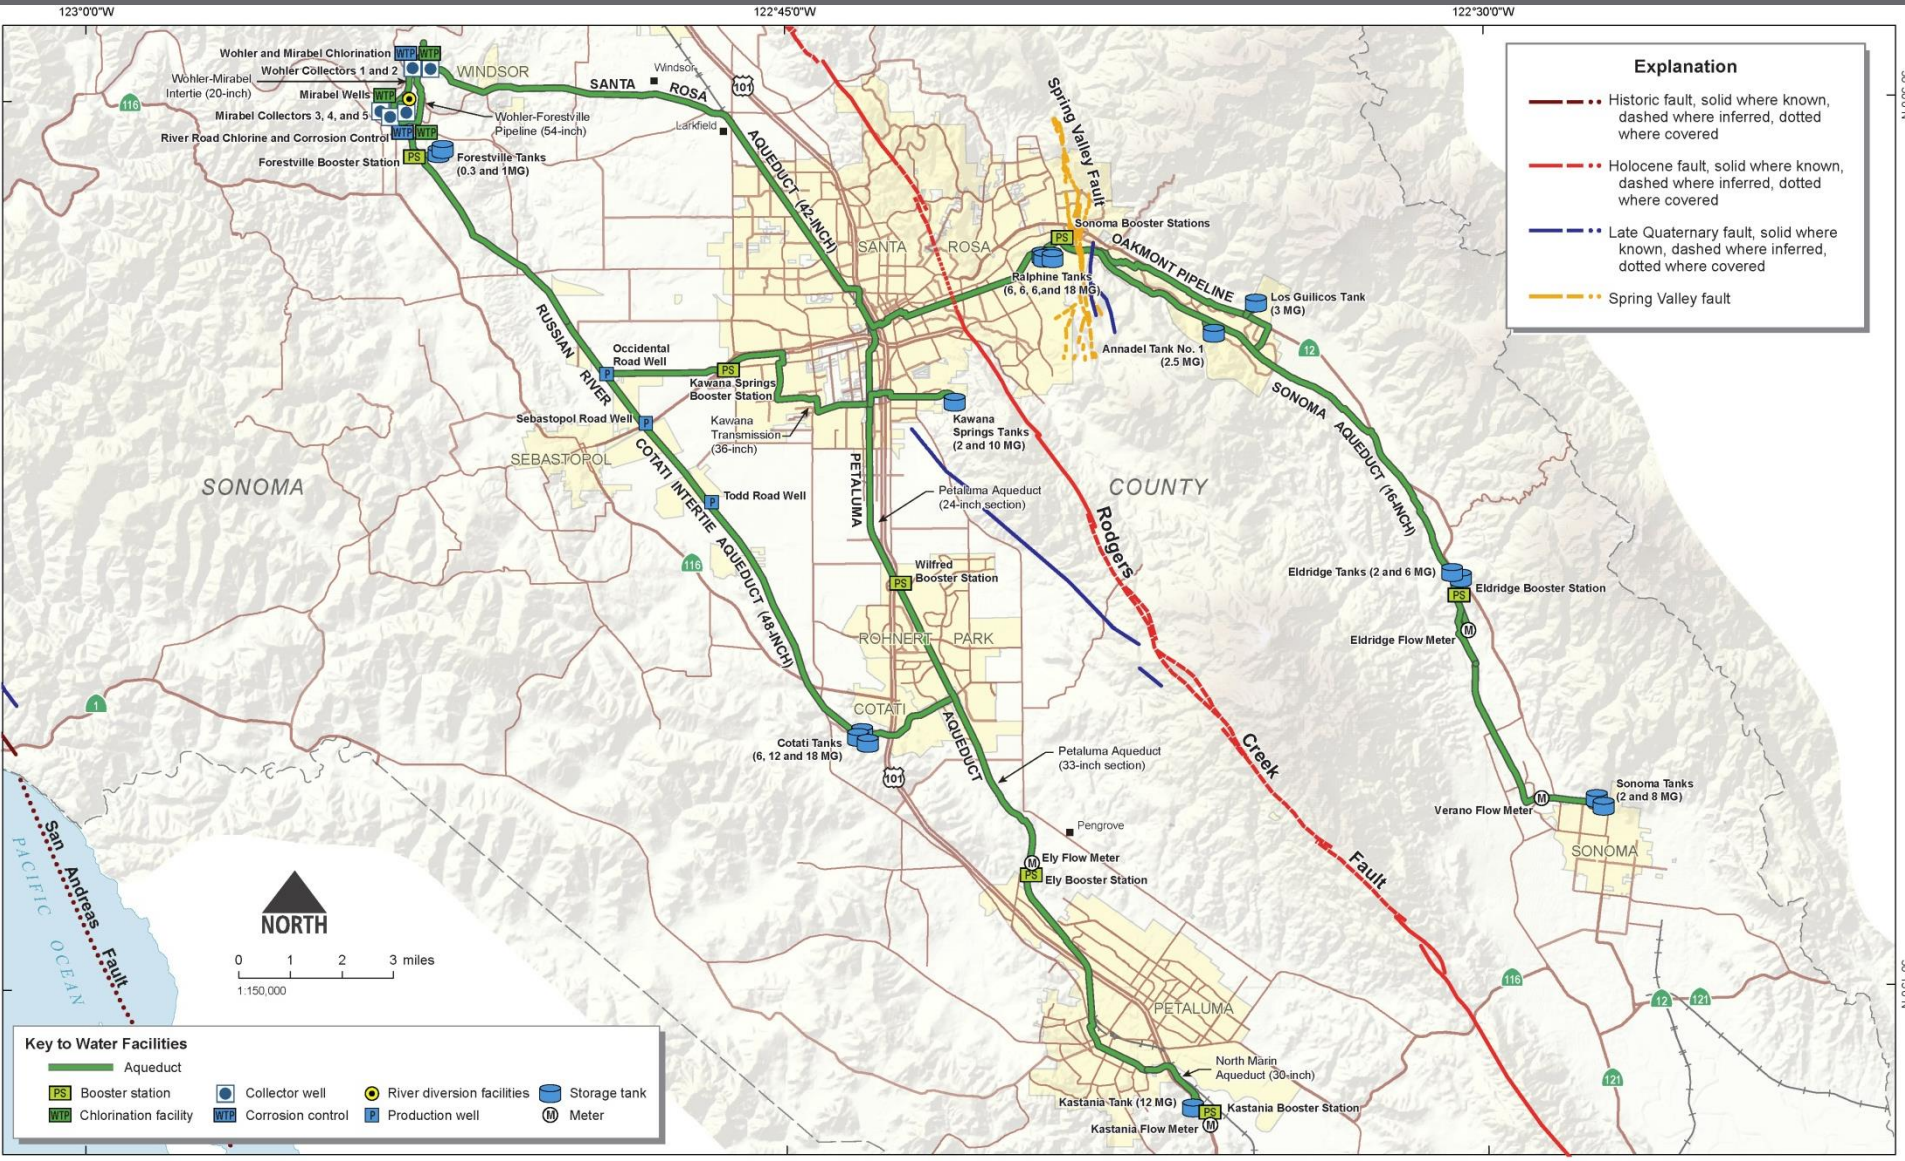 123°0'0"W
122°45'0"W
122°30'0"W
Wohler and Mirabel Chlorination
WTP
WTP
Wohler Collectors 1 and 2
Wohler-Mirabel
Intertie (20-inch)
Mirabel Wells
WTP
Mirabel Collectors 3, 4, and 5
River Road Chlorine and Corrosion Control
WTP
WTP
Forestville Booster Station
PS
Forestville Tanks
(0.3 and 1MG)
Wohler-Forestville
Pipeline (54-inch)
WINDSOR
Windsor
Larkfield
116
101
SANTA ROSA
AQUEDUCT (42-INCH)
Spring Valley Fault
Sonoma Booster Stations
PS
SANTA ROSA
OAKMONT PIPELINE
Ralphine Tanks
(6, 6, 6,and 18 MG)
Los Guilicos Tank
(3 MG)
Annadel Tank No. 1
(2.5 MG)
12
Explanation
Historic fault, solid where known,
dashed where inferred, dotted
where covered
Holocene fault, solid where known,
dashed where inferred, dotted
where covered
Late Quaternary fault, solid where
known, dashed where inferred,
dotted where covered
Spring Valley fault
RUSSIAN RIVER
Occidental
Road Well
P
PS
Kawana Springs
Booster Station
Sebastopol Road Well
P
Kawana
Transmission
(36-inch)
Kawana
Springs Tanks
(2 and 10 MG)
SONOMA AQUEDUCT (16-INCH)
SEBASTOPOL
SONOMA
COUNTY
COTATI INTERTIE AQUEDUCT (48-INCH)
P
Todd Road Well
PETALUMA
Petaluma Aqueduct
(24-inch section)
Rodgers
116
Wilfred
Booster Station
PS
Eldridge Tanks (2 and 6 MG)
Eldridge Booster Station
PS
Eldridge Flow Meter
M
ROHNERT PARK
1
COTATI
AQUEDUCT
Cotati Tanks
(6, 12 and 18 MG)
101
Petaluma Aqueduct
(33-inch section)
Creek
Sonoma Tanks
(2 and 8 MG)
Verano Flow Meter
M
SONOMA
Pengrove
M
Ely Flow Meter
PS
Ely Booster Station
Fault
San Andreas Fault
PACIFIC OCEAN
NORTH
0 1 2 3 miles
1:150,000
116
12
121
121
PETALUMA
North Marin
Aqueduct (30-inch)
Kastania Tank (12 MG)
PS
Kastania Booster Station
Kastania Flow Meter
M
Key to Water Facilities
Aqueduct
PS Booster station
Collector well
River diversion facilities
Storage tank
WTP Chlorination facility
WTP Corrosion control
P Production well
M Meter